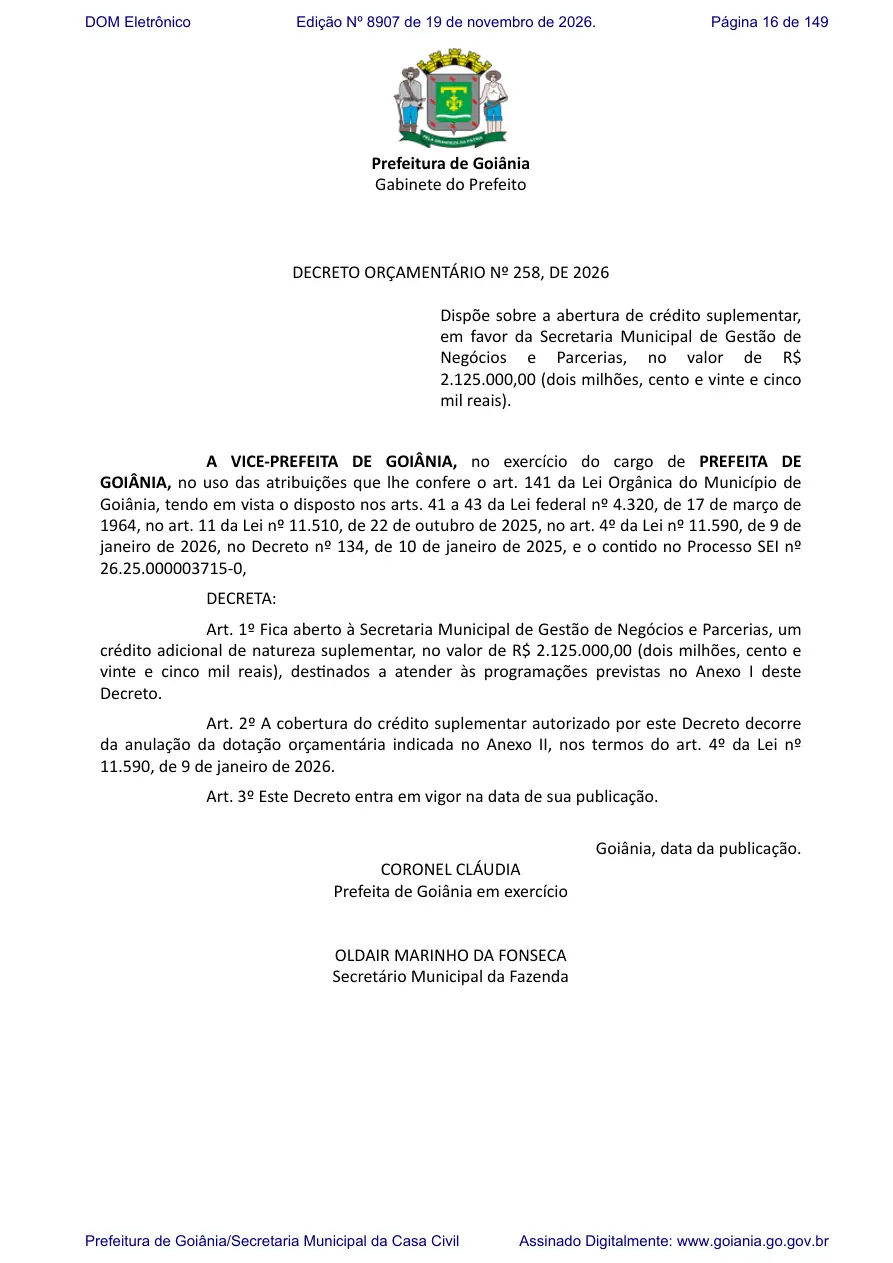 DOM Eletrônico Edição Nº 8907 de 19 de novembro de 2026. Página 16 de 149
PELA GRANDEZA DA PÁTRIA
Prefeitura de Goiânia
Gabinete do Prefeito
DECRETO ORÇAMENTÁRIO Nº 258, DE 2026
Dispõe sobre a abertura de crédito suplementar,
em favor da Secretaria Municipal de Gestão de
Negócios e Parcerias, no valor de R$
2.125.000,00 (dois milhões, cento e vinte e cinco
mil reais).
A VICE-PREFEITA DE GOIÂNIA, no exercício do cargo de PREFEITA DE
GOIÂNIA, no uso das atribuições que lhe confere o art. 141 da Lei Orgânica do Município de
Goiânia, tendo em vista o disposto nos arts. 41 a 43 da Lei federal nº 4.320, de 17 de março de
1964, no art. 11 da Lei nº 11.510, de 22 de outubro de 2025, no art. 4º da Lei nº 11.590, de 9 de
janeiro de 2026, no Decreto nº 134, de 10 de janeiro de 2025, e o contido no Processo SEI nº
26.25.000003715-0,
DECRETA:
Art. 1º Fica aberto à Secretaria Municipal de Gestão de Negócios e Parcerias, um
crédito adicional de natureza suplementar, no valor de R$ 2.125.000,00 (dois milhões, cento e
vinte e cinco mil reais), destinados a atender às programações previstas no Anexo I deste
Decreto.
Art. 2º A cobertura do crédito suplementar autorizado por este Decreto decorre
da anulação da dotação orçamentária indicada no Anexo II, nos termos do art. 4º da Lei nº
11.590, de 9 de janeiro de 2026.
Art. 3º Este Decreto entra em vigor na data de sua publicação.
Goiânia, data da publicação.
CORONEL CLÁUDIA
Prefeita de Goiânia em exercício
OLDAIR MARINHO DA FONSECA
Secretário Municipal da Fazenda
Prefeitura de Goiânia/Secretaria Municipal da Casa Civil Assinado Digitalmente: www.goiania.go.gov.br